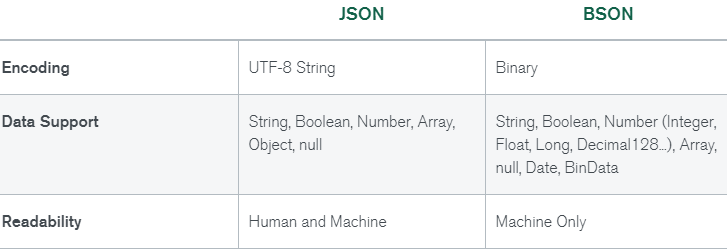 JSON BSON
Encoding UTF-8 String Binary
Data Support String, Boolean, Number, Array, String, Boolean, Number (Integer,
Object, null Float, Long, Decimal128...), Array,
null, Date, BinData
Readability Human and Machine Machine Only